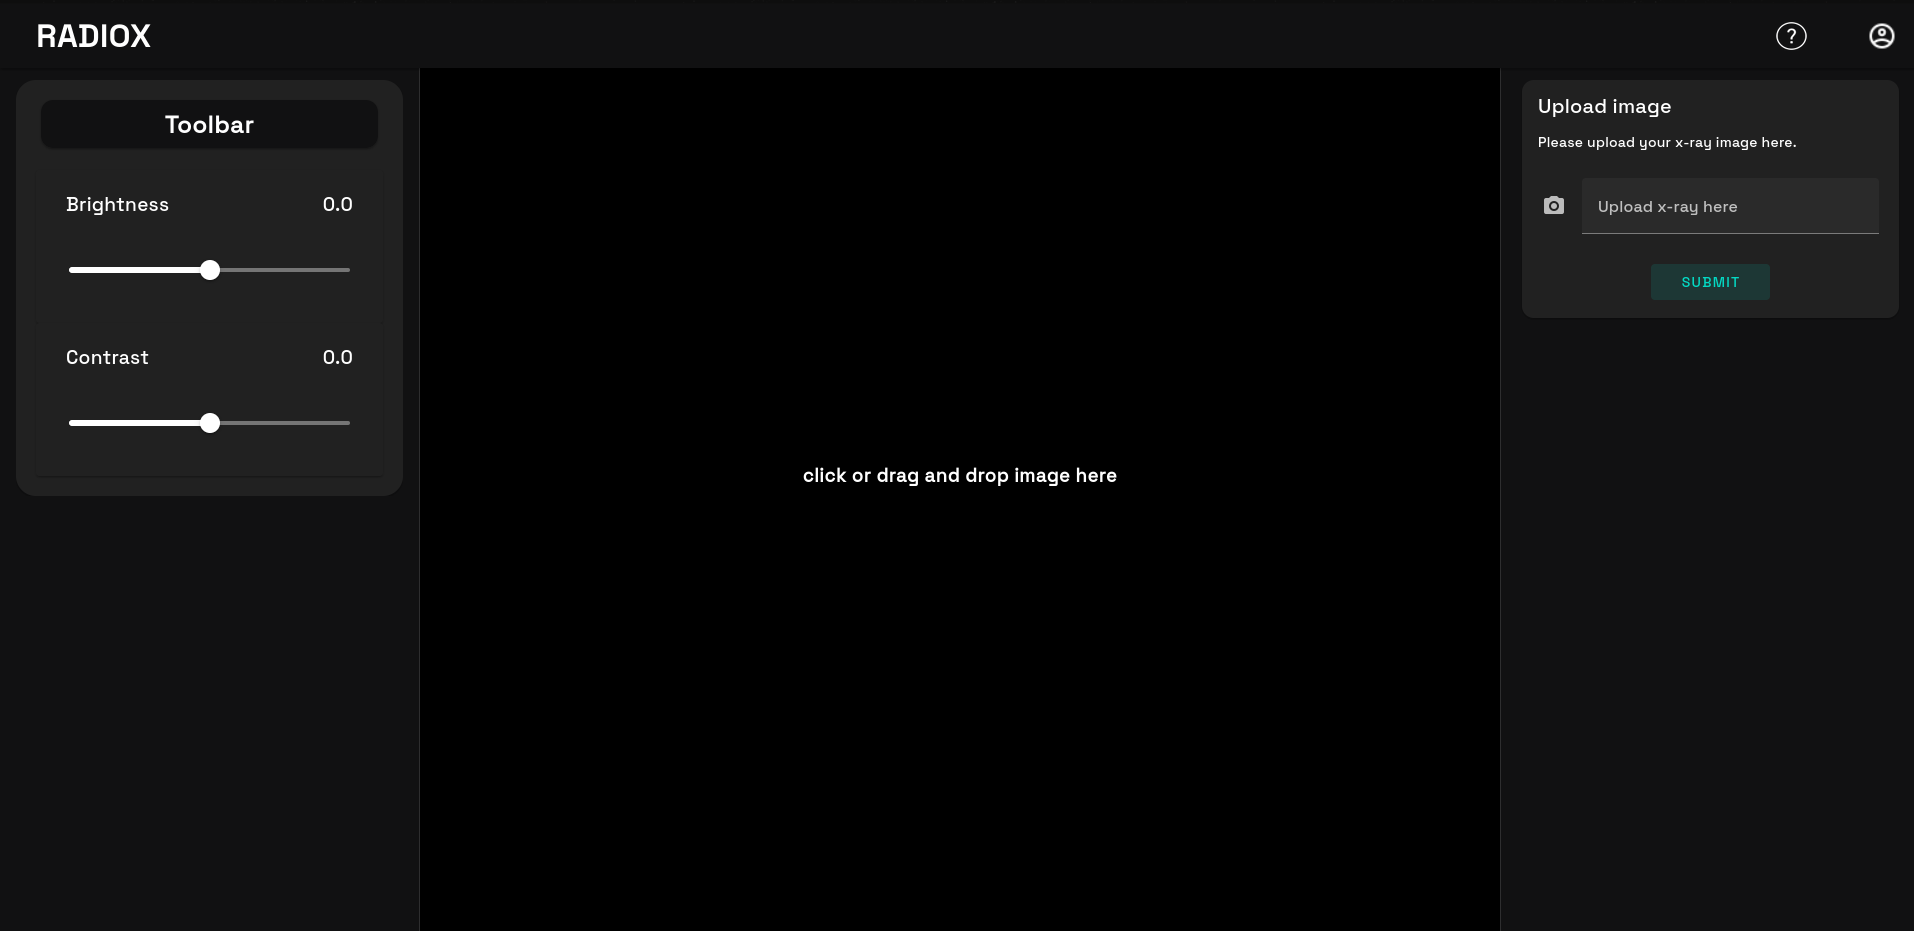 RADIOX
?
Toolbar
Brightness 0.0
Contrast 0.0
click or drag and drop image here
Upload image
Please upload your x-ray image here.
Upload x-ray here
SUBMIT